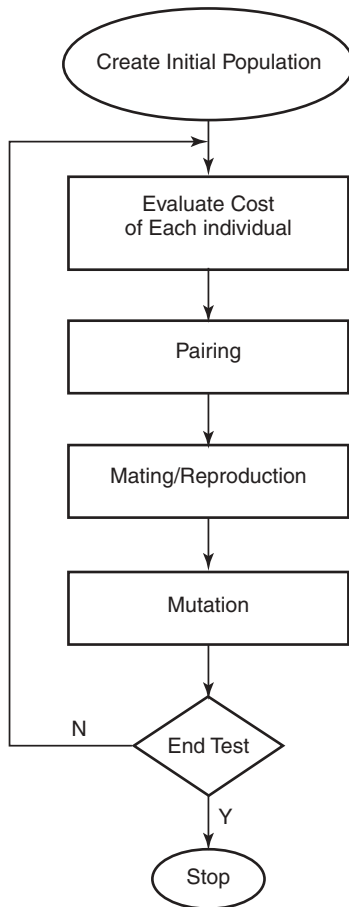 Create Initial Population
Evaluate Cost
of Each individual
Pairing
Mating/Reproduction
Mutation
N
End Test
Y
Stop